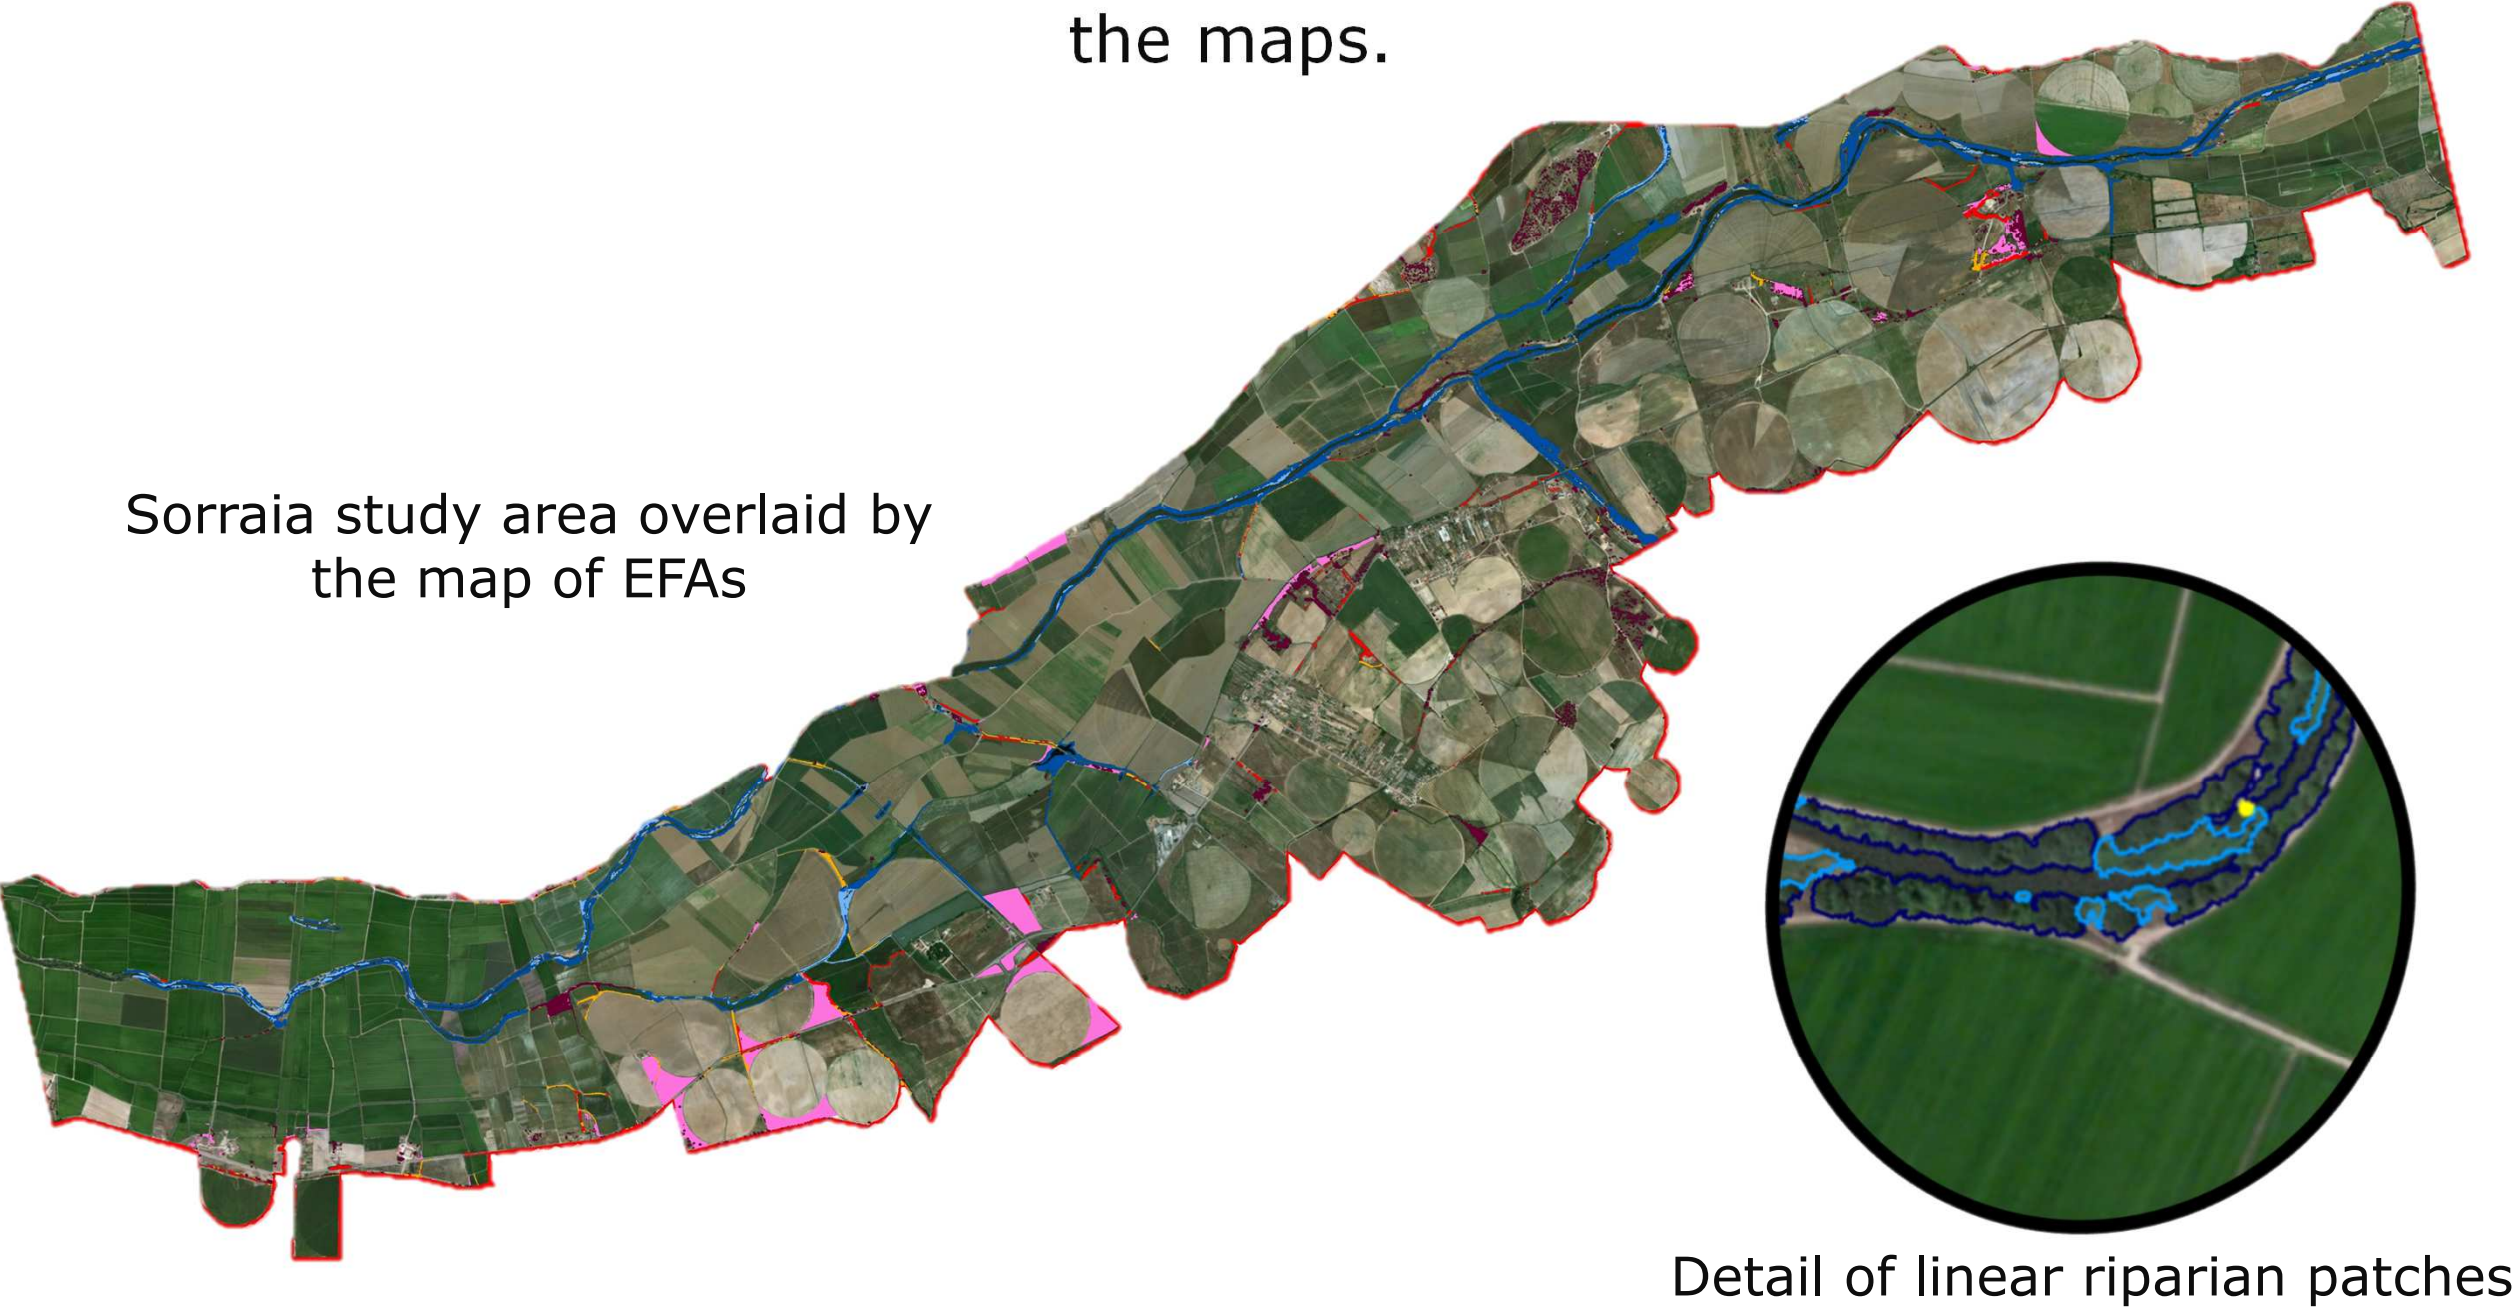 the maps.
Sorraia study area overlaid by
the map of EFAs
Detail of linear riparian patches